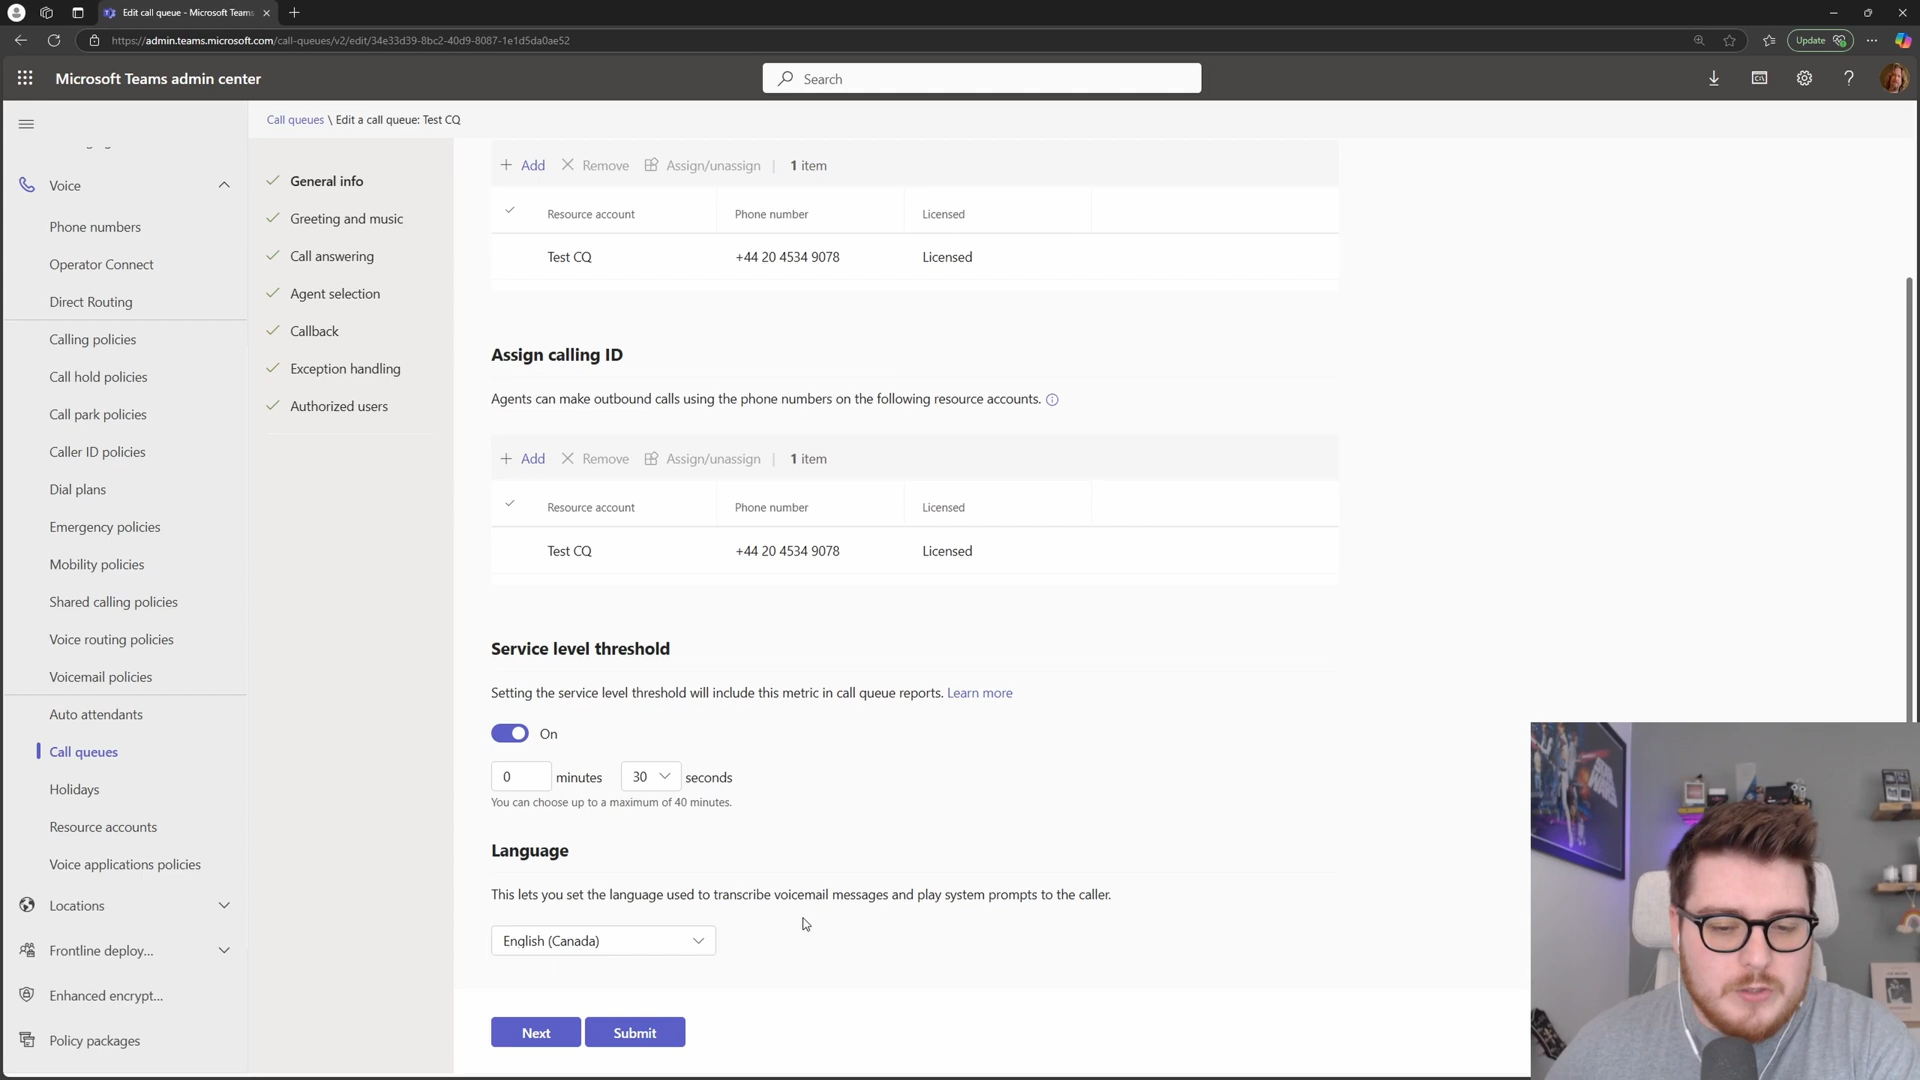 Edit call queue - Microsoft Teams
https://admin.teams.microsoft.com/call-queues/v2/edit/34e33d39-8bc2-40d9-8087-1e1d5da0ae52
Update
Microsoft Teams admin center
Search
Voice
Phone numbers
Operator Connect
Direct Routing
Calling policies
Call hold policies
Call park policies
Caller ID policies
Dial plans
Emergency policies
Mobility policies
Shared calling policies
Voice routing policies
Voicemail policies
Auto attendants
Call queues
Holidays
Resource accounts
Voice applications policies
Locations
Frontline deploy...
Enhanced encrypt...
Policy packages
Call queues \ Edit a call queue: Test CQ
General info
Greeting and music
Call answering
Agent selection
Callback
Exception handling
Authorized users
+ Add Remove Assign/unassign | 1 item
Resource account Phone number Licensed
Test CQ +44 20 4534 9078 Licensed
Assign calling ID
Agents can make outbound calls using the phone numbers on the following resource accounts.
+ Add Remove Assign/unassign | 1 item
Resource account Phone number Licensed
Test CQ +44 20 4534 9078 Licensed
Service level threshold
Setting the service level threshold will include this metric in call queue reports. Learn more
On
0 minutes 30 seconds
You can choose up to a maximum of 40 minutes.
Language
This lets you set the language used to transcribe voicemail messages and play system prompts to the caller.
English (Canada)
Next Submit